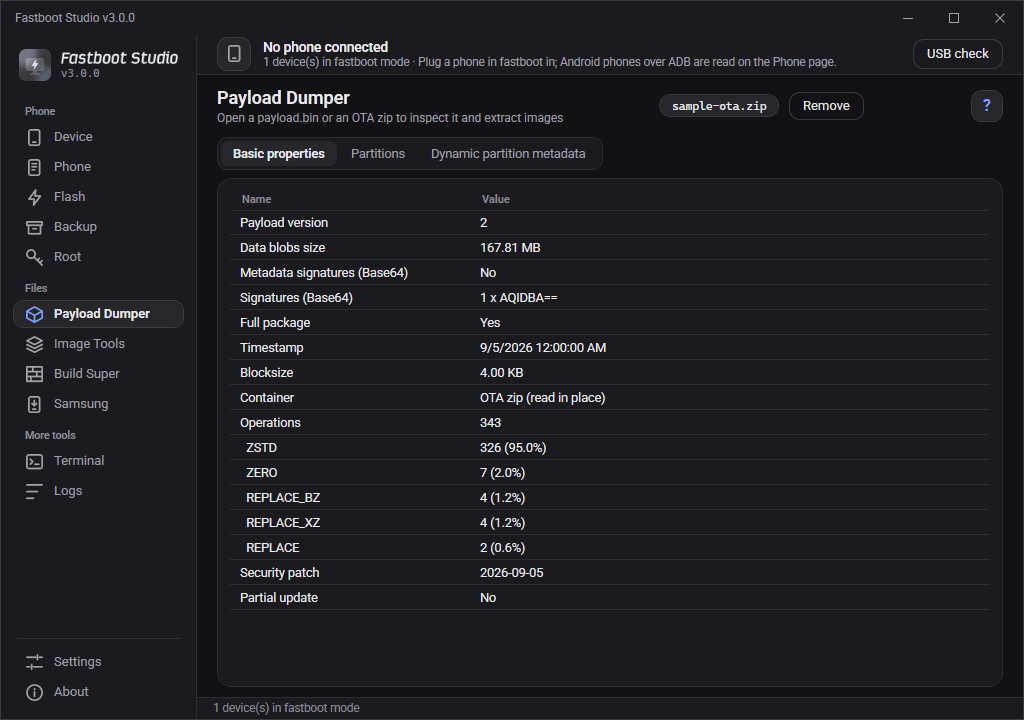 Fastboot Studio v3.0.0
Fastboot Studio
v3.0.0
Phone
Device
Phone
Flash
Backup
Root
Files
Payload Dumper
Image Tools
Build Super
Samsung
More tools
Terminal
Logs
Settings
About
No phone connected
1 device(s) in fastboot mode · Plug a phone in fastboot in; Android phones over ADB are read on the Phone page.
USB check
Payload Dumper
Open a payload.bin or an OTA zip to inspect it and extract images
sample-ota.zip
Remove
?
Basic properties Partitions Dynamic partition metadata
Name Value
Payload version 2
Data blobs size 167.81 MB
Metadata signatures (Base64) No
Signatures (Base64) 1 x AQIDBA==
Full package Yes
Timestamp 9/5/2026 12:00:00 AM
Blocksize 4.00 KB
Container OTA zip (read in place)
Operations 343
ZSTD 326 (95.0%)
ZERO 7 (2.0%)
REPLACE_BZ 4 (1.2%)
REPLACE_XZ 4 (1.2%)
REPLACE 2 (0.6%)
Security patch 2026-09-05
Partial update No
1 device(s) in fastboot mode